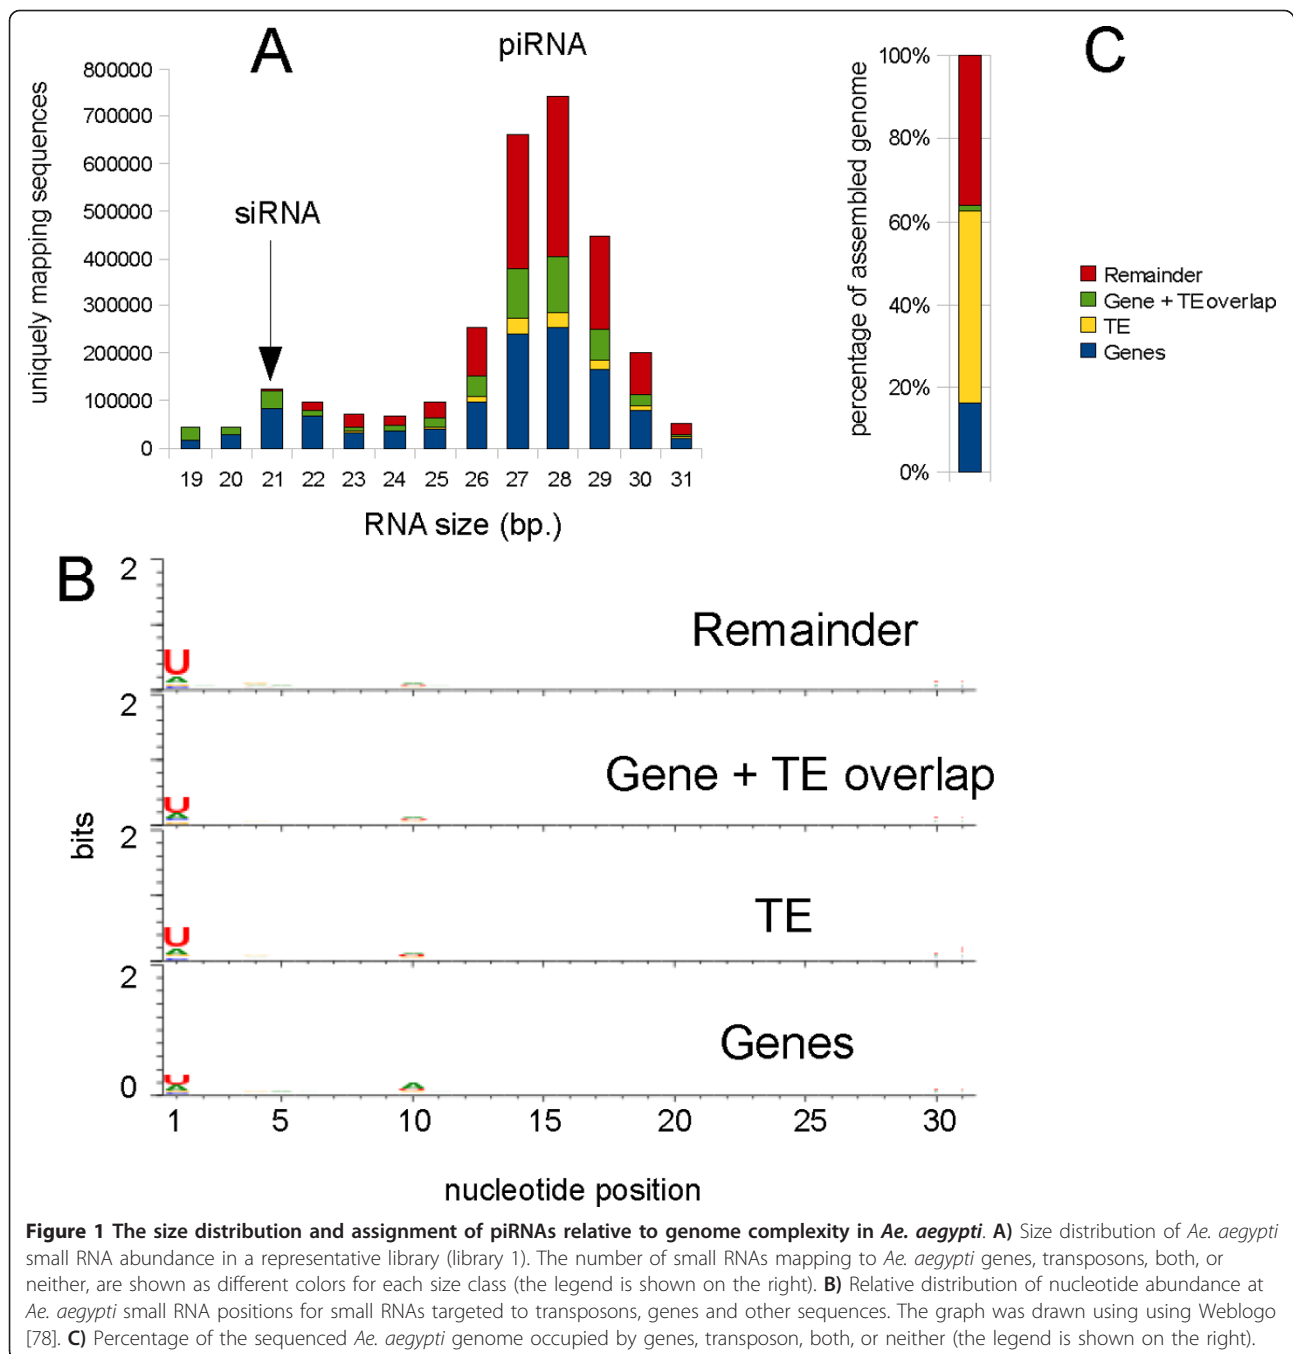 A
piRNA
C
uniquely mapping sequences
800000
700000
600000
500000
400000
300000
200000
100000
0
siRNA
19 20 21 22 23 24 25 26 27 28 29 30 31
RNA size (bp.)
percentage of assembled genome
100%
80%
60%
40%
20%
0%
Remainder
Gene + TE overlap
TE
Genes
B
bits
2
Remainder
U
A
2
Gene + TE overlap
U
A
2
TE
U
A
2
Genes
U
A
A
0
1 5 10 15 20 25 30
nucleotide position
Figure 1 The size distribution and assignment of piRNAs relative to genome complexity in Ae. aegypti. A) Size distribution of Ae. aegypti
small RNA abundance in a representative library (library 1). The number of small RNAs mapping to Ae. aegypti genes, transposons, both, or
neither, are shown as different colors for each size class (the legend is shown on the right). B) Relative distribution of nucleotide abundance at
Ae. aegypti small RNA positions for small RNAs targeted to transposons, genes and other sequences. The graph was drawn using using Weblogo
[78]. C) Percentage of the sequenced Ae. aegypti genome occupied by genes, transposon, both, or neither (the legend is shown on the right).